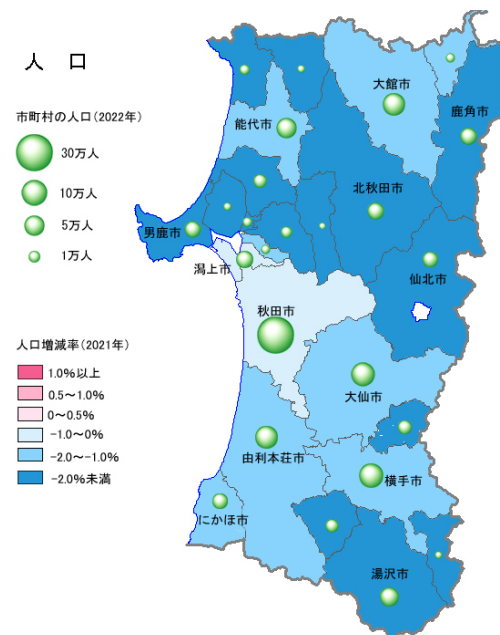 人 口
市町村の人口(2022年)
30万人
10万人
5万人
1万人
人口増減率(2021年)
1.0%以上
0.5~1.0%
0~0.5%
-1.0~0%
-2.0~-1.0%
-2.0%未満
大館市
鹿角市
能代市
北秋田市
男鹿市
仙北市
潟上市
秋田市
大仙市
由利本荘市
横手市
にかほ市
湯沢市